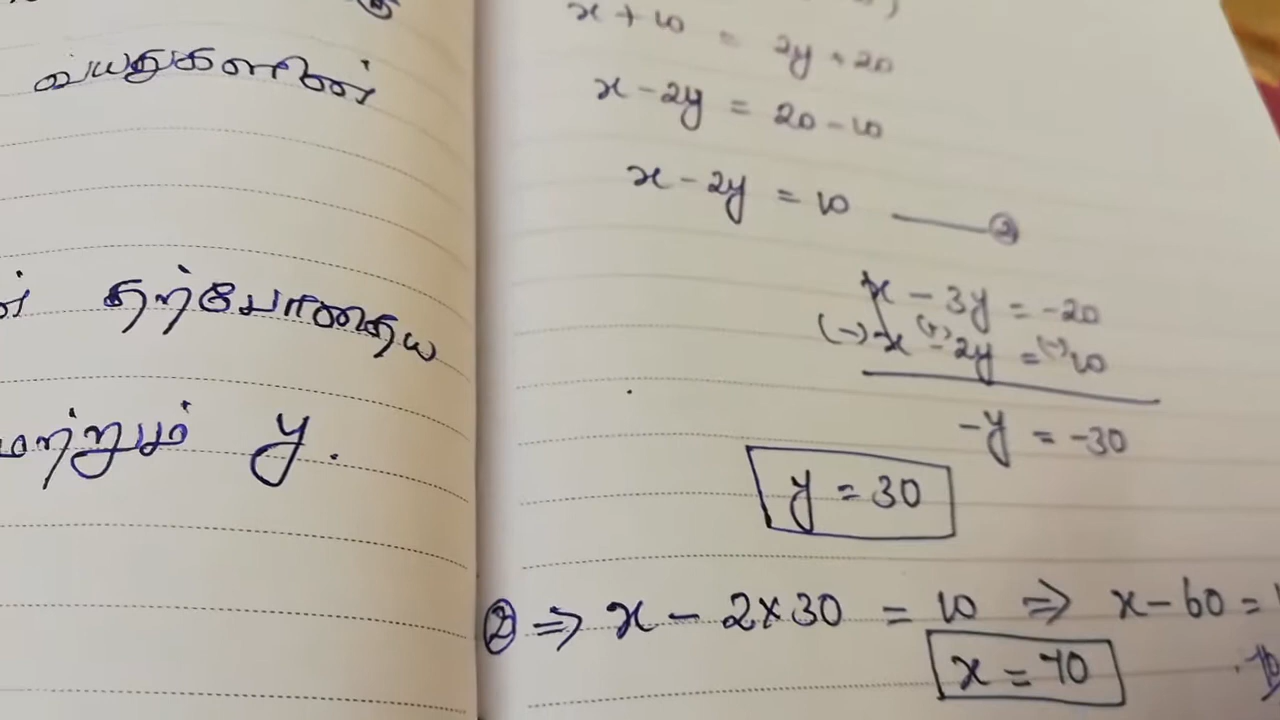 வயதுகளின்
தற்போதைய
மற்றும் y.
x + 10 = 2y + 20
x - 2y = 20 - 10
x - 2y = 10 —— ②
x - 3y = -20
(-) x (+) - 2y = (-) 10
-y = -30
y = 30
② ⇒ x - 2×30 = 10 ⇒ x - 60 =
x = 70